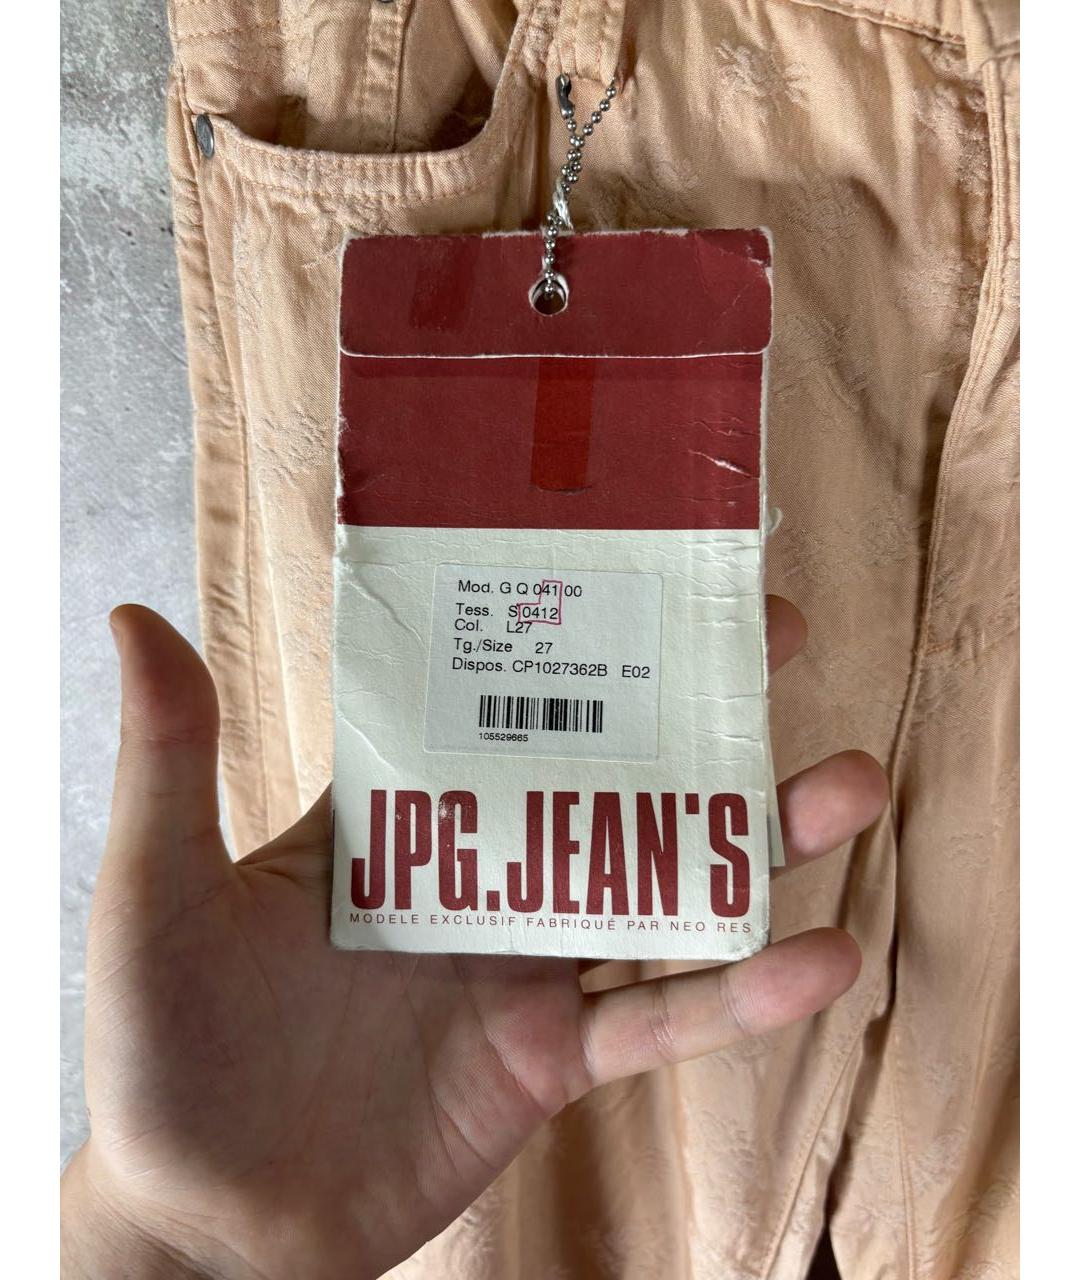 Mod. G Q 041 00
Tess. S 0412
Col. L27
Tg./Size 27
Dispos. CP1027362B E02
105529665
JPG.JEAN'S
MODELE EXCLUSIF FABRIQUÉ PAR NEO RES